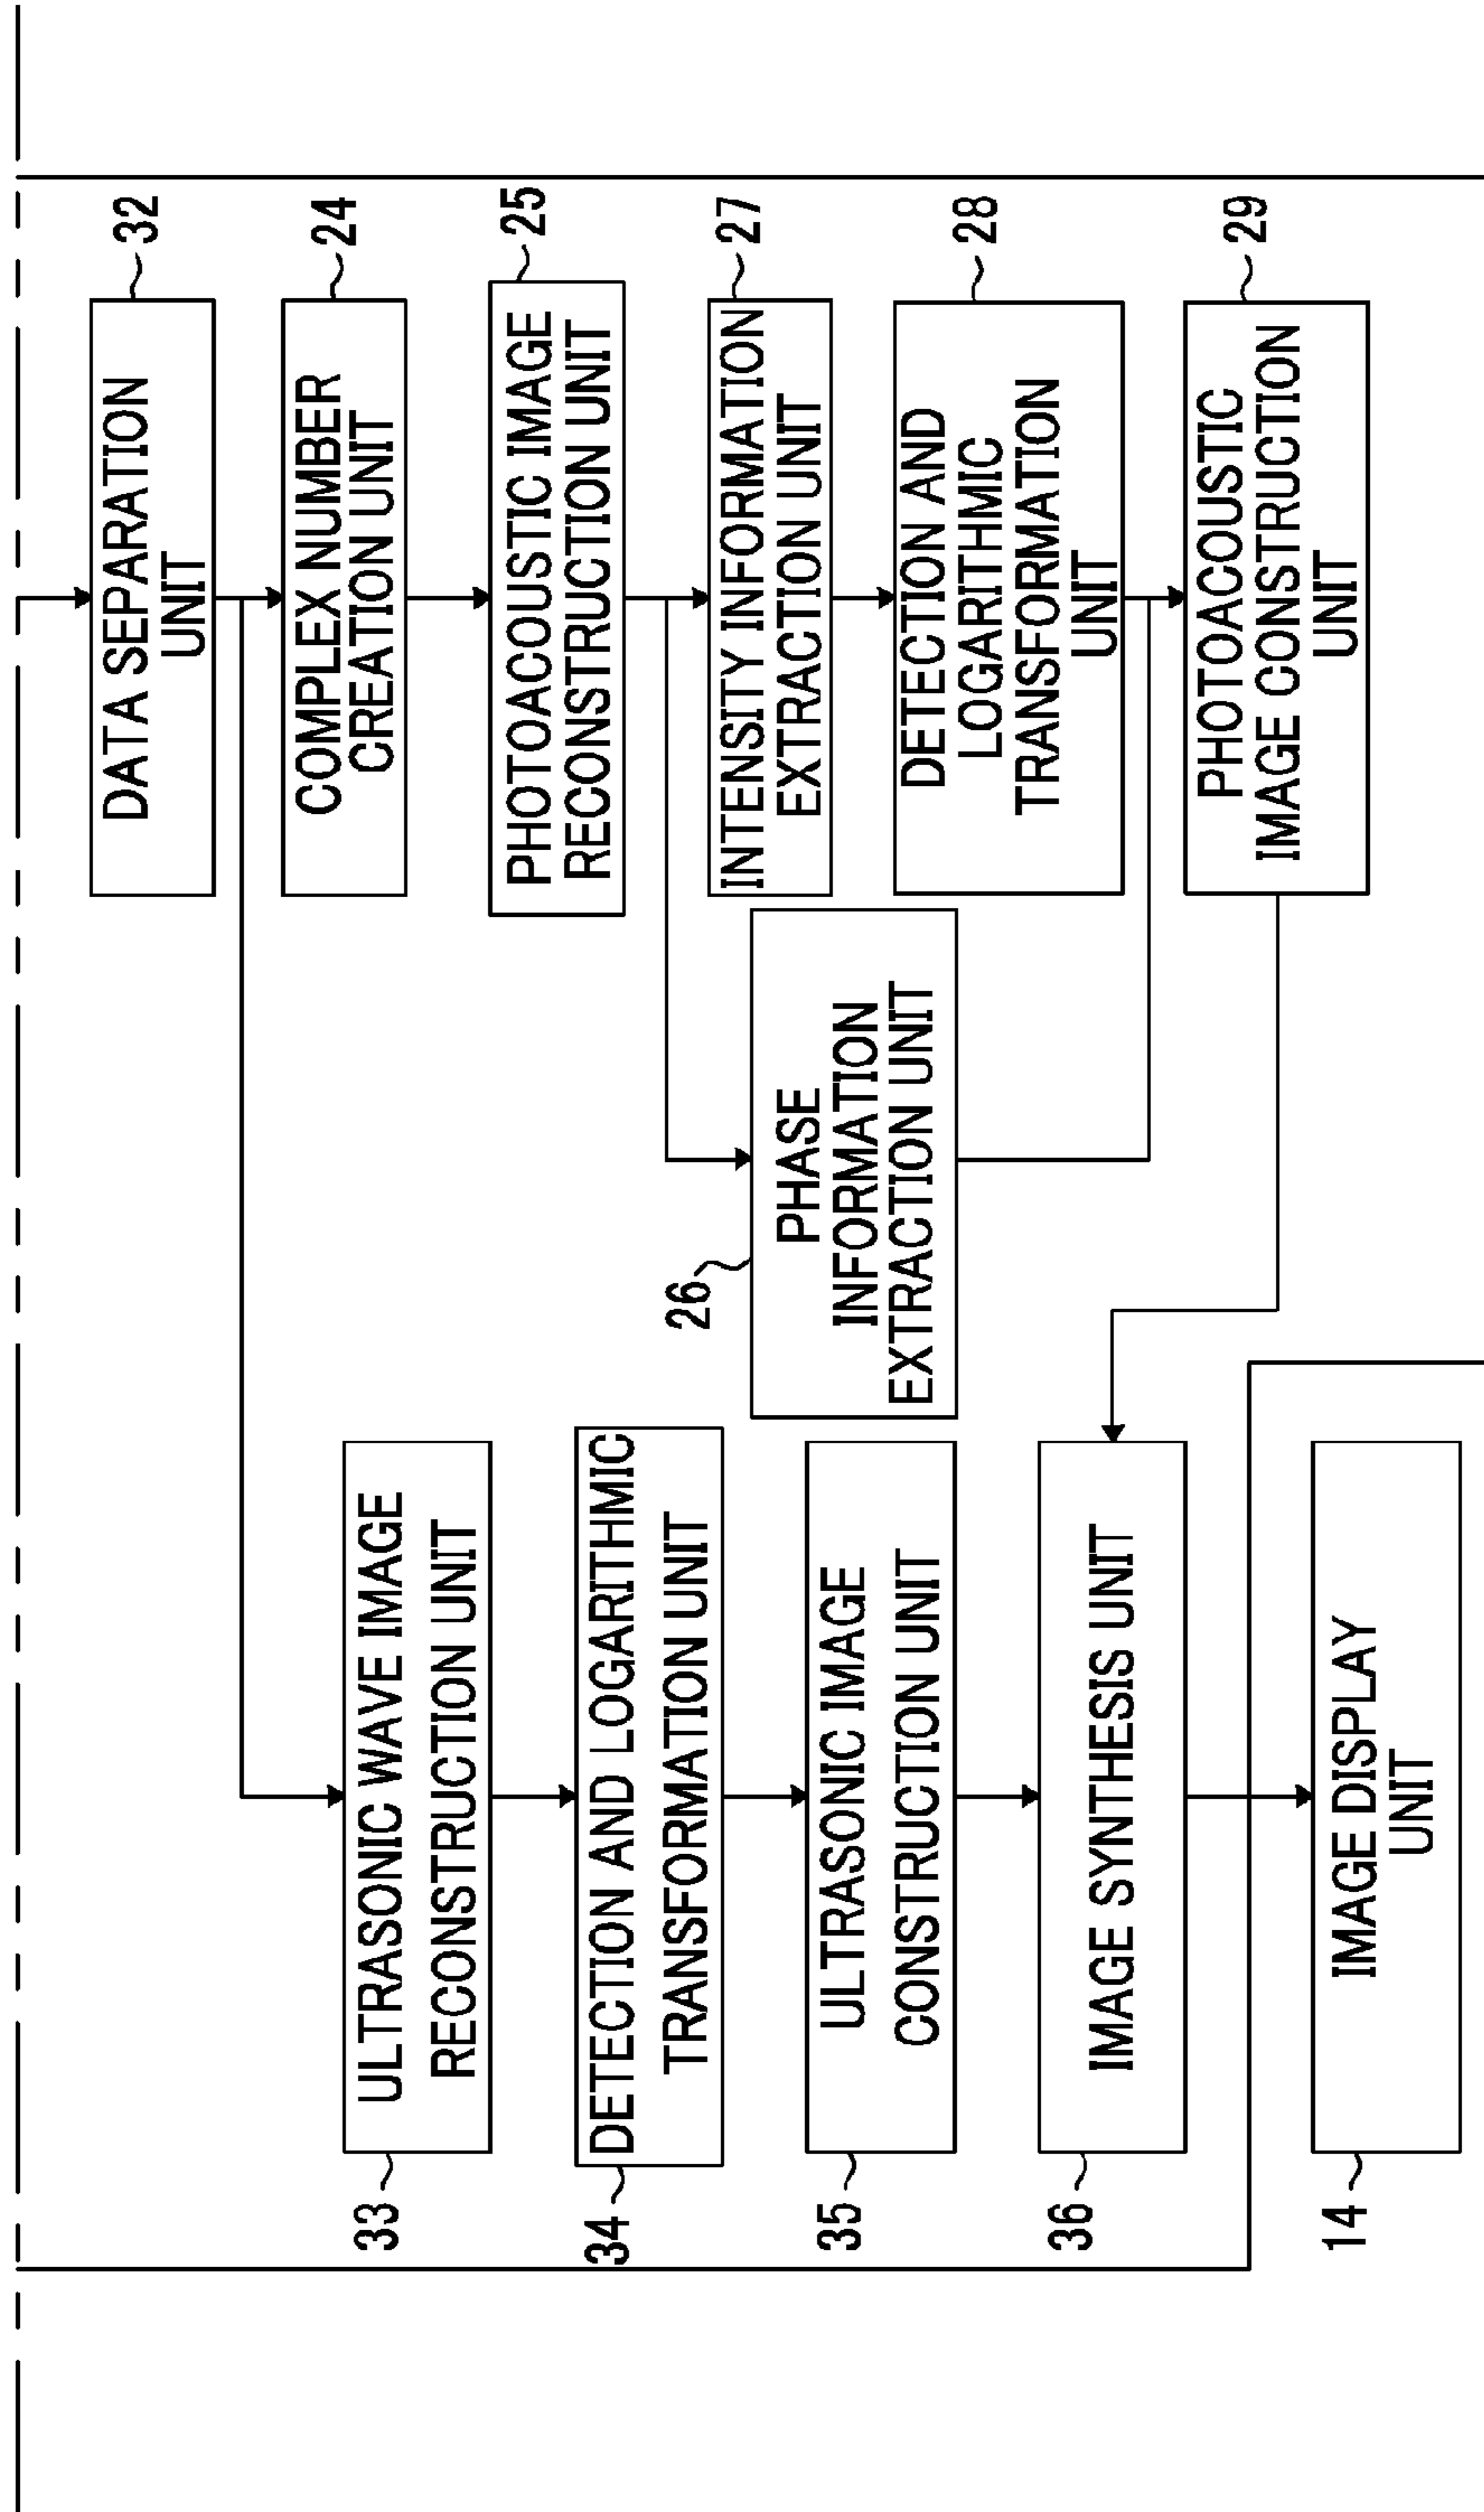 32
DATA SEPARATION
UNIT
24
COMPLEX NUMBER
CREATION UNIT
25
PHOTOACOUSTIC IMAGE
RECONSTRUCTION UNIT
27
INTENSITY INFORMATION
EXTRACTION UNIT
28
DETECTION AND
LOGARITHMIC
TRANSFORMATION
UNIT
29
PHOTOACOUSTIC
IMAGE CONSTRUCTION
UNIT
26
PHASE
INFORMATION
EXTRACTION UNIT
33
ULTRASONIC WAVE IMAGE
RECONSTRUCTION UNIT
34
DETECTION AND LOGARITHMIC
TRANSFORMATION UNIT
35
ULTRASONIC IMAGE
CONSTRUCTION UNIT
36
IMAGE SYNTHESIS UNIT
14
IMAGE DISPLAY
UNIT